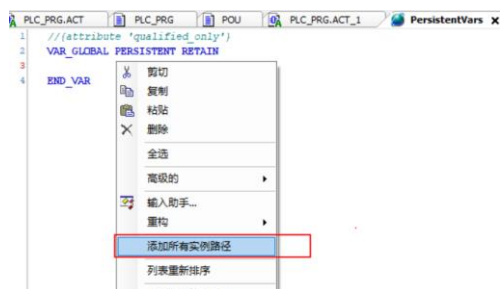 PLC_PRG.ACT PLC_PRG POU PLC_PRG.ACT_1 PersistentVars x
1 //{attribute 'qualified_only'}
2 VAR_GLOBAL PERSISTENT RETAIN
3
4 END_VAR
剪切
复制
粘贴
删除
全选
高级的
输入助手...
重构
添加所有实例路径
列表重新排序